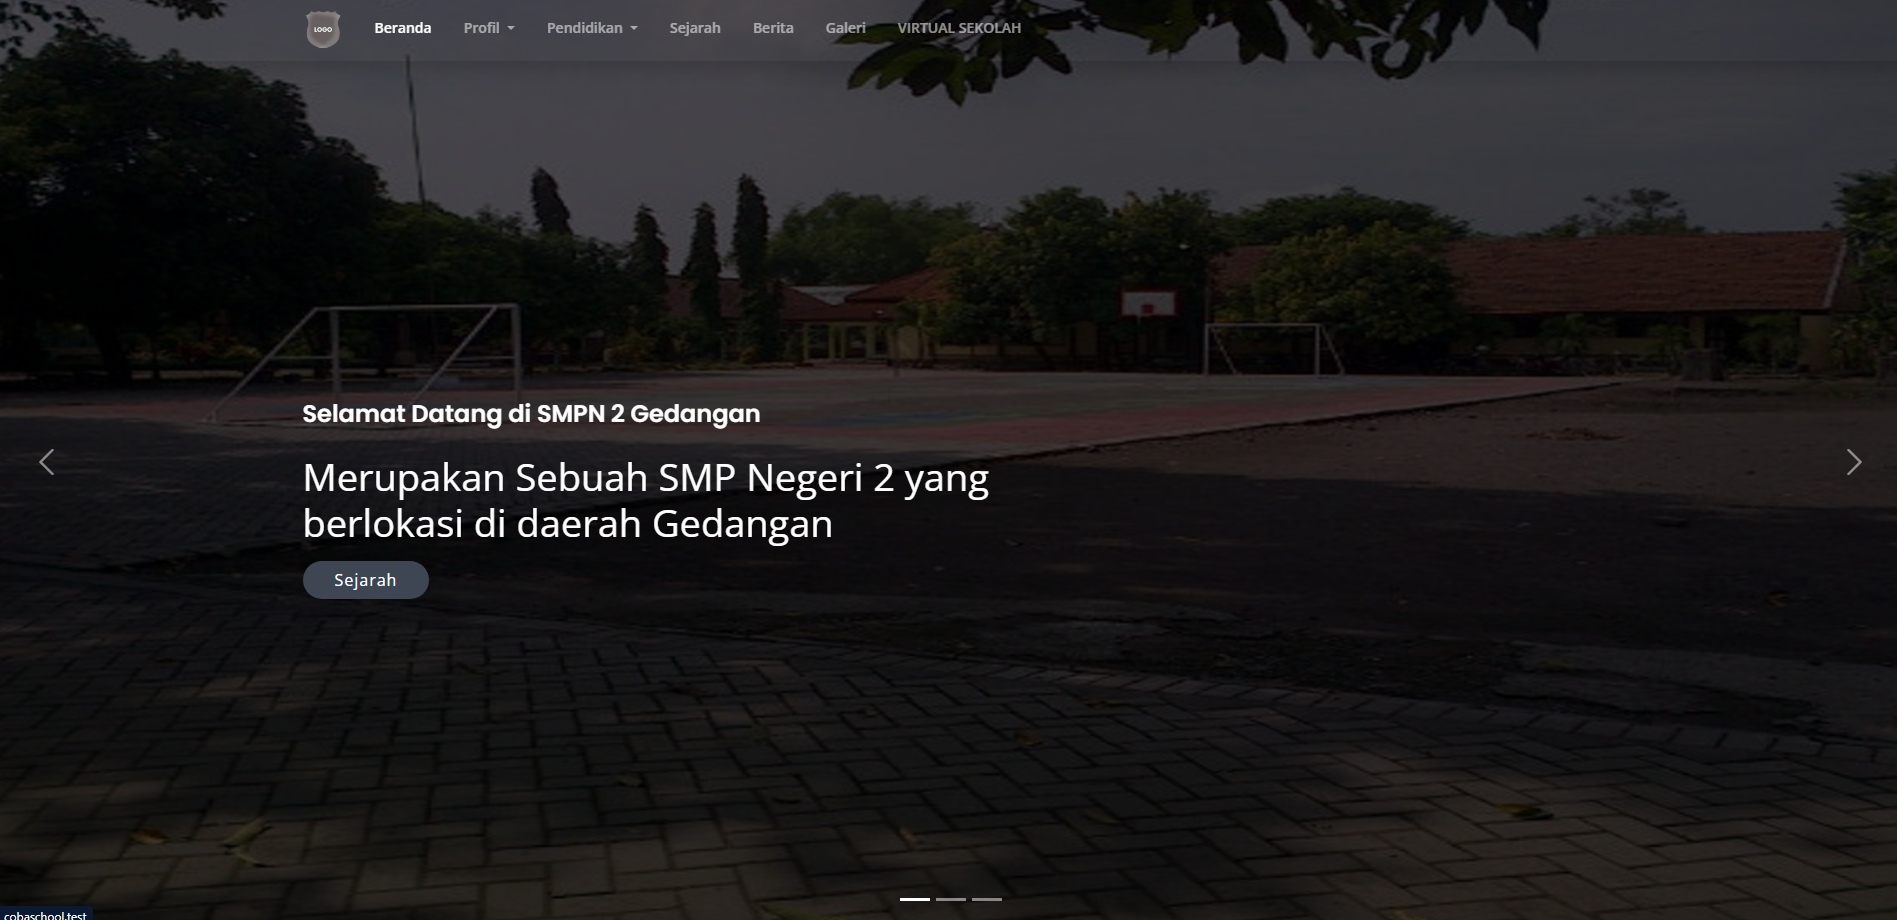 LOGO
Beranda
Profil
Pendidikan
Sejarah
Berita
Galeri
VIRTUAL SEKOLAH
Selamat Datang di SMPN 2 Gedangan
Merupakan Sebuah SMP Negeri 2 yang
berlokasi di daerah Gedangan
Sejarah
cobaschool.test